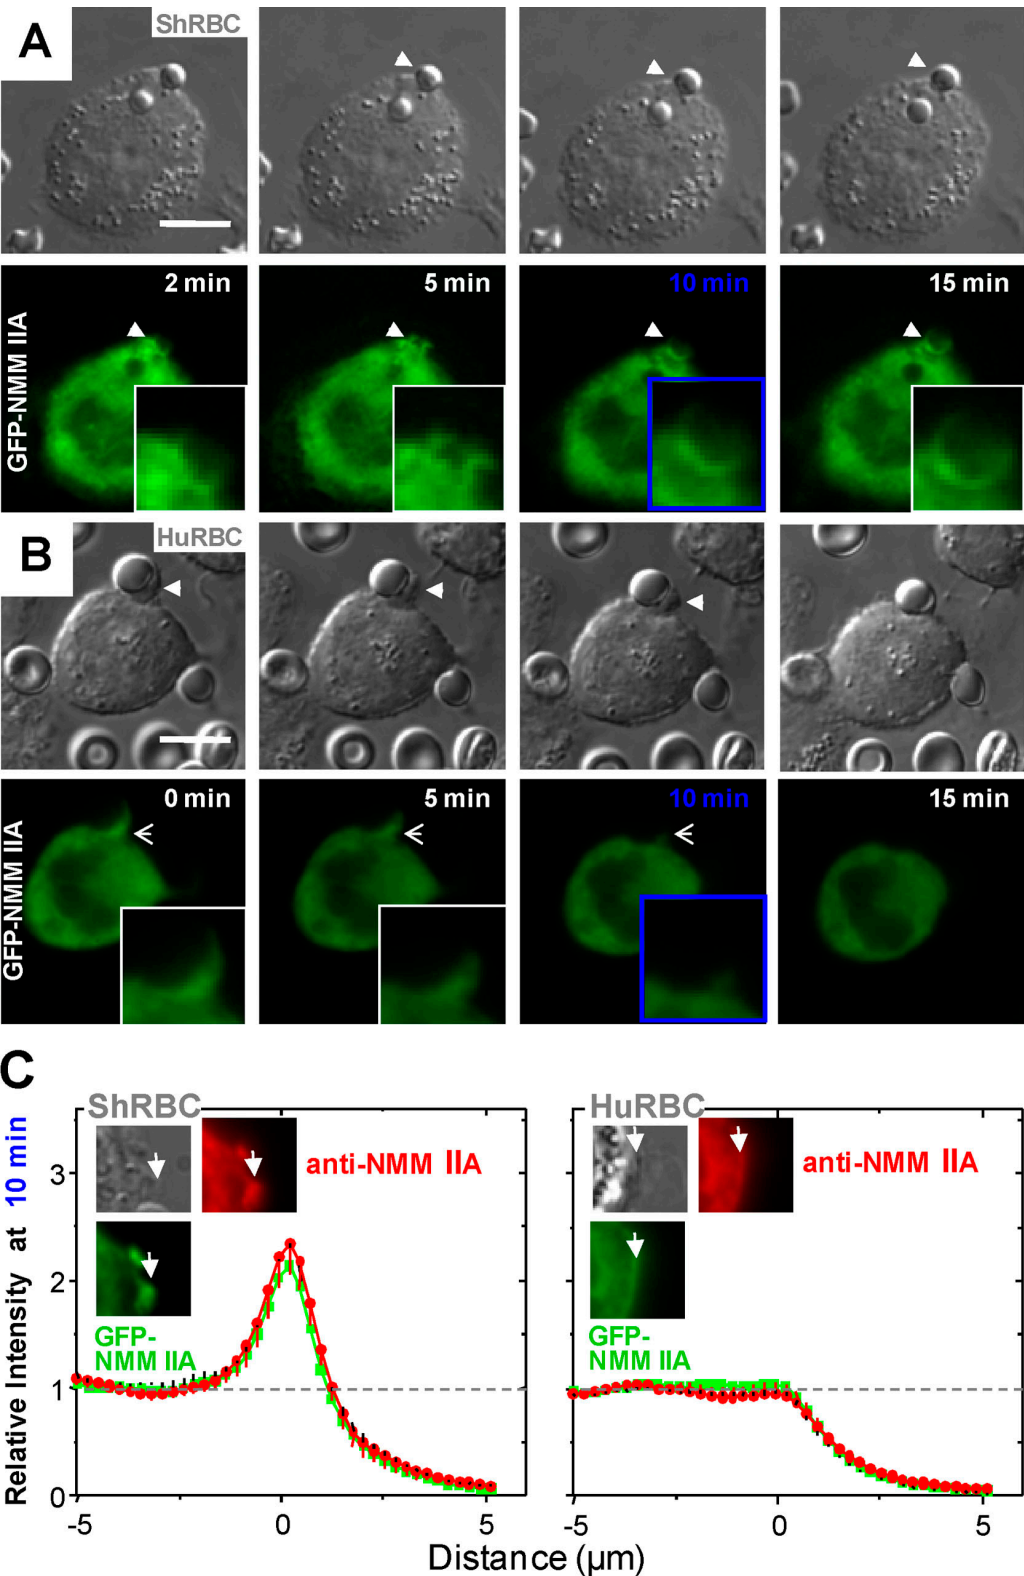 A
ShRBC
GFP-NMM IIA
2 min
5 min
10 min
15 min
B
HuRBC
GFP-NMM IIA
0 min
5 min
10 min
15 min
C
Relative Intensity at 10 min
ShRBC
anti-NMM IIA
GFP-
NMM IIA
3
2
1
0
-5
0
5
HuRBC
anti-NMM IIA
GFP-
NMM IIA
-5
0
5
Distance (μm)